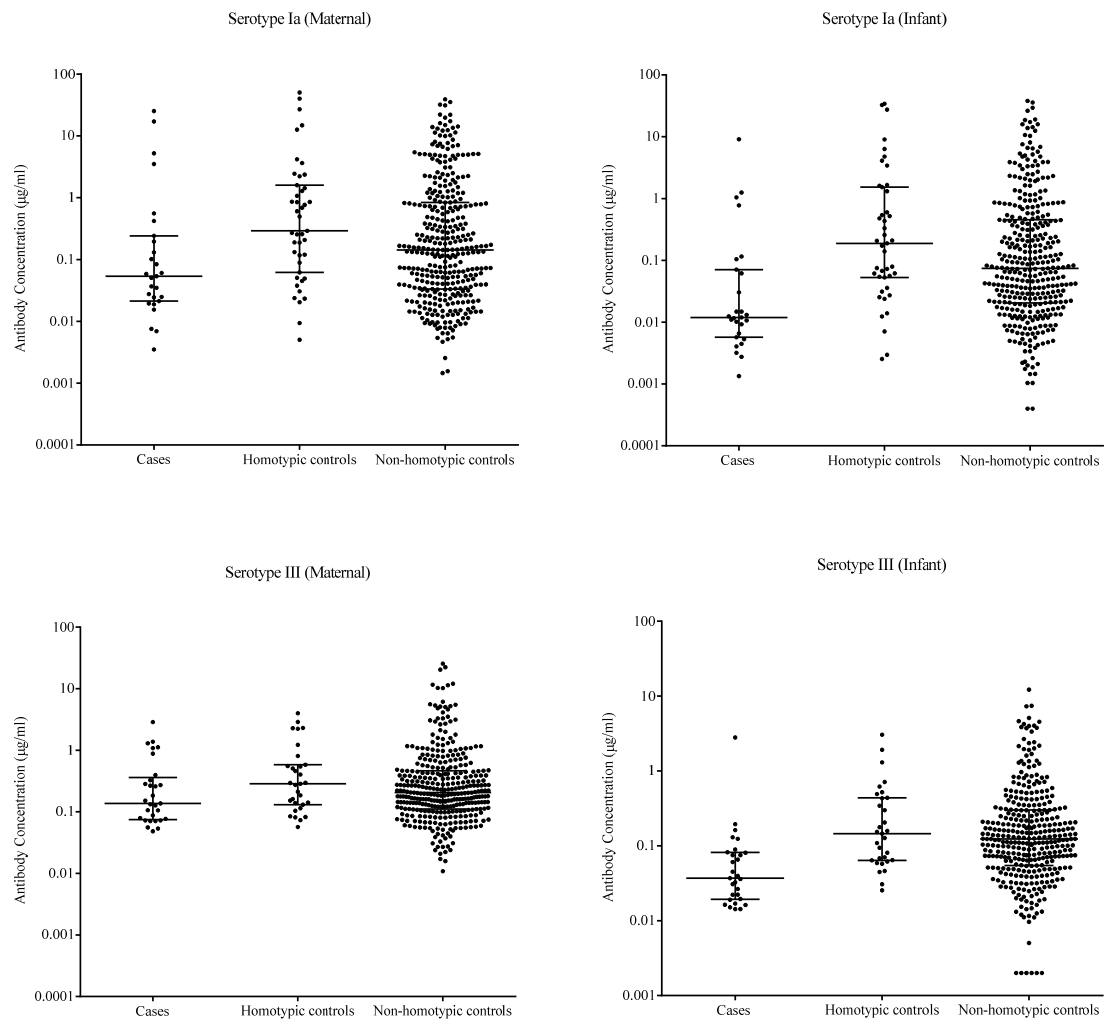 Serotype Ia (Maternal)
Antibody Concentration (µg/ml)
100
10
1
0.1
0.01
0.001
0.0001
Cases
Homotypic controls
Non-homotypic controls
Serotype Ia (Infant)
Antibody Concentration (µg/ml)
100
10
1
0.1
0.01
0.001
0.0001
Cases
Homotypic controls
Non-homotypic controls
Serotype III (Maternal)
Antibody Concentration (µg/ml)
100
10
1
0.1
0.01
0.001
0.0001
Cases
Homotypic controls
Non-homotypic controls
Serotype III (Infant)
Antibody Concentration (µg/ml)
100
10
1
0.1
0.01
0.001
Cases
Homotypic controls
Non-homotypic controls